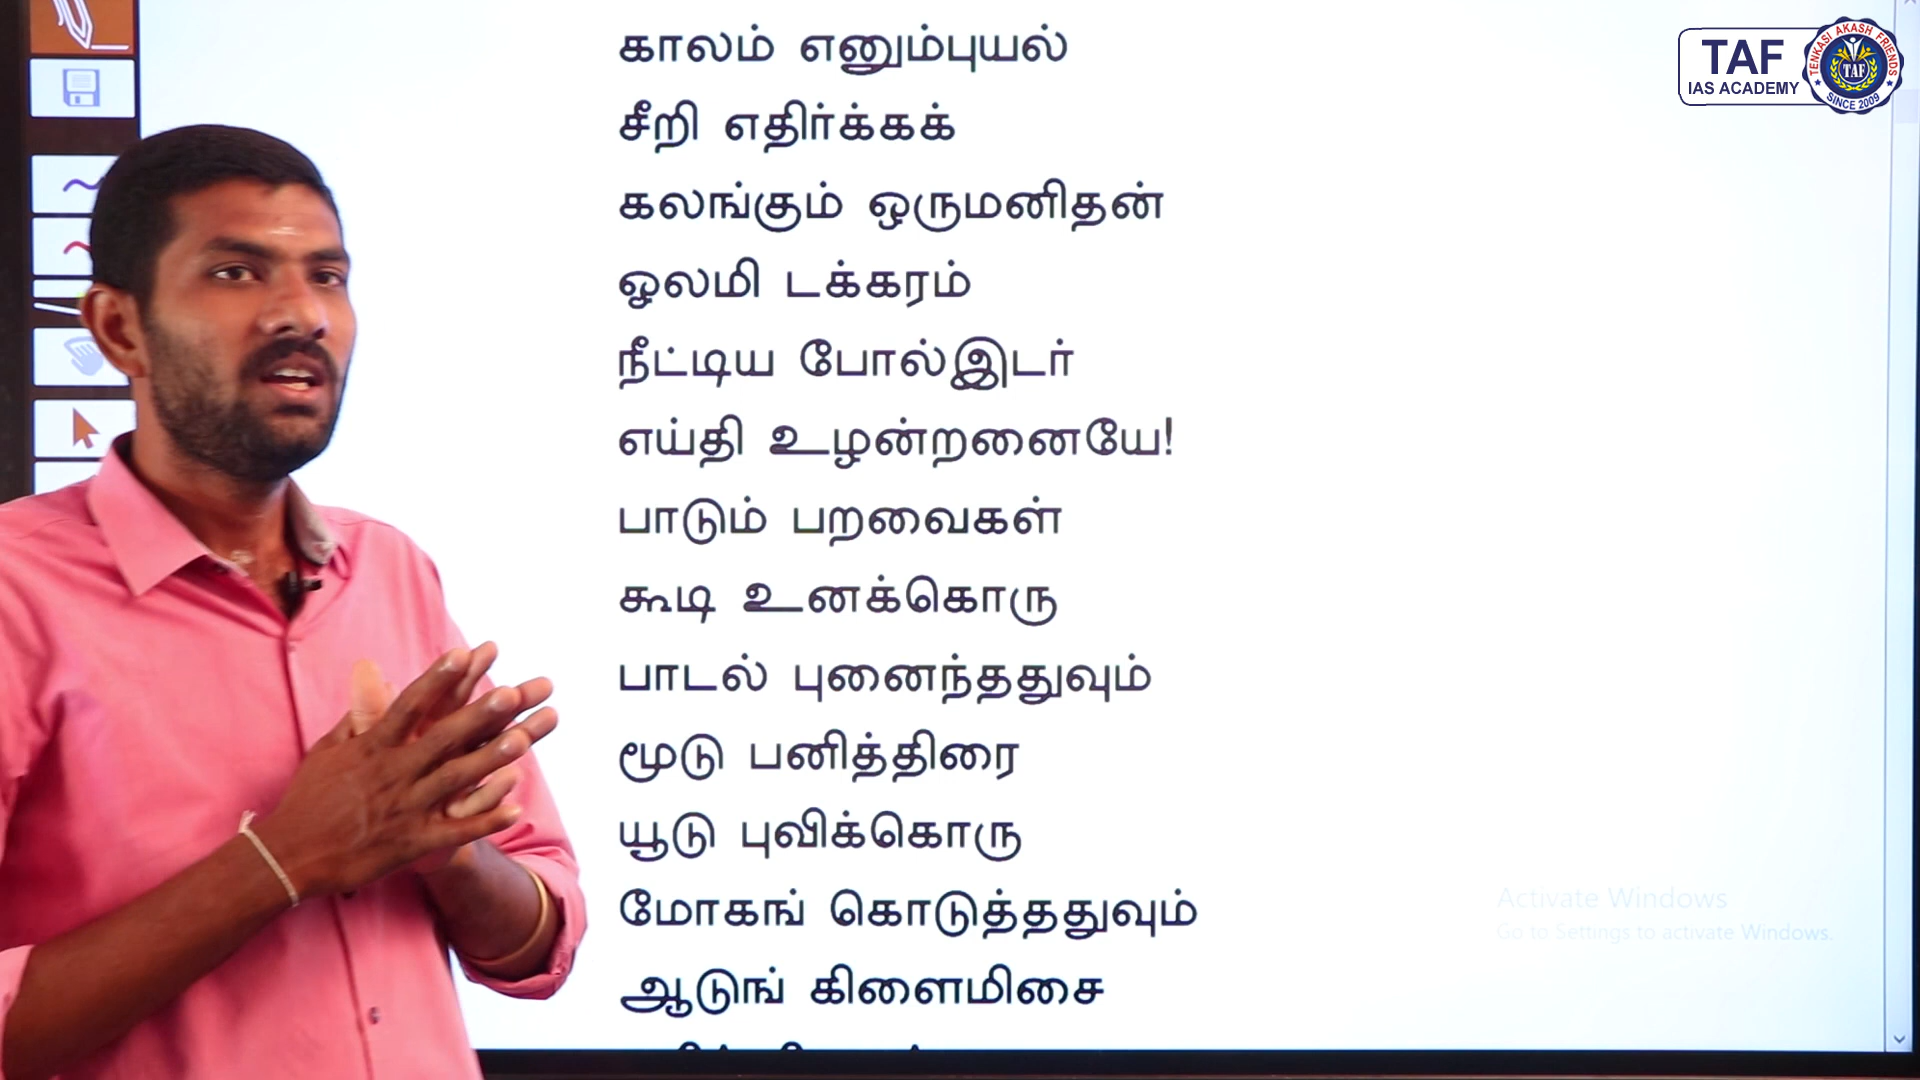 காலம் எனும்புயல்
சீறி எதிர்க்கக்
கலங்கும் ஒருமனிதன்
ஓலமி டக்கரம்
நீட்டிய போல்இடர்
எய்தி உழன்றனையே!
பாடும் பறவைகள்
கூடி உனக்கொரு
பாடல் புனைந்ததுவும்
மூடு பனித்திரை
யூடு புவிக்கொரு
மோகங் கொடுத்ததுவும்
ஆடுங் கிளைமிசை
TAF
IAS ACADEMY
TENKASI AKASH FRIENDS
TAF
SINCE 2009
Activate Windows
Go to Settings to activate Windows.